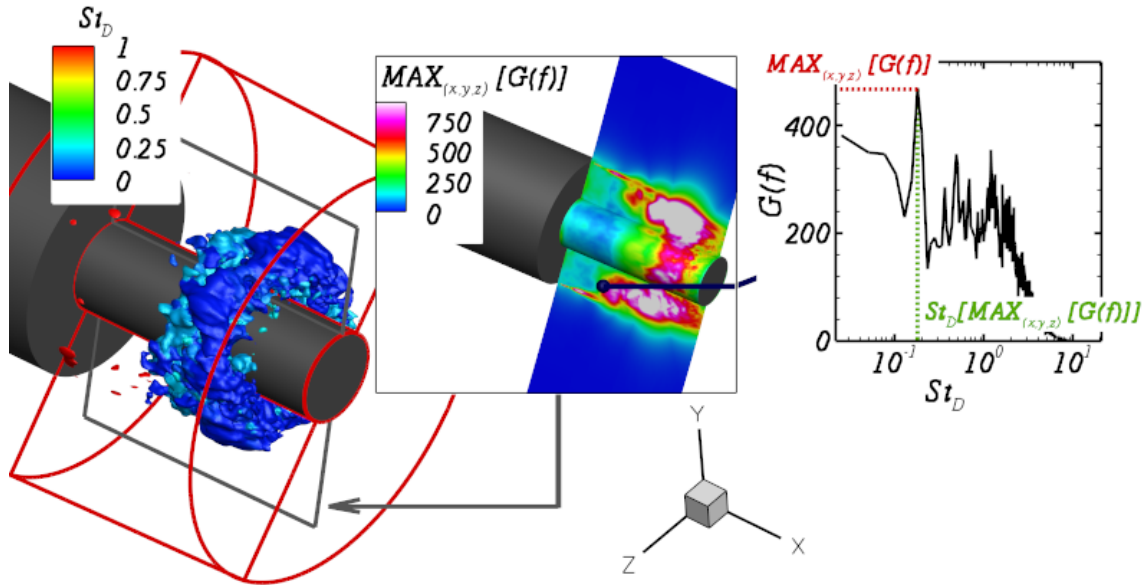 St_D
1
0.75
0.5
0.25
0
MAX_(x,y,z) [G(f)]
750
500
250
0
MAX_(x,y,z) [G(f)]
400
200
0
G(f)
St_D[MAX_(x,y,z) [G(f)]]
10^-1 10^0 10^1
St_D
Y
X
Z